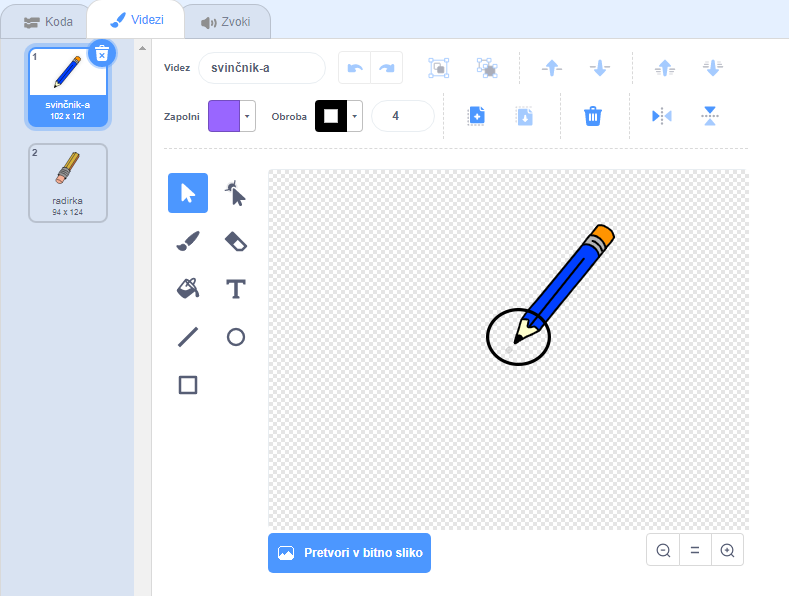 Koda
Videzi
Zvoki
1
svinčnik-a
102 x 121
2
radirka
94 x 124
Videz svinčnik-a
Zapolni Obroba 4
Pretvori v bitno sliko